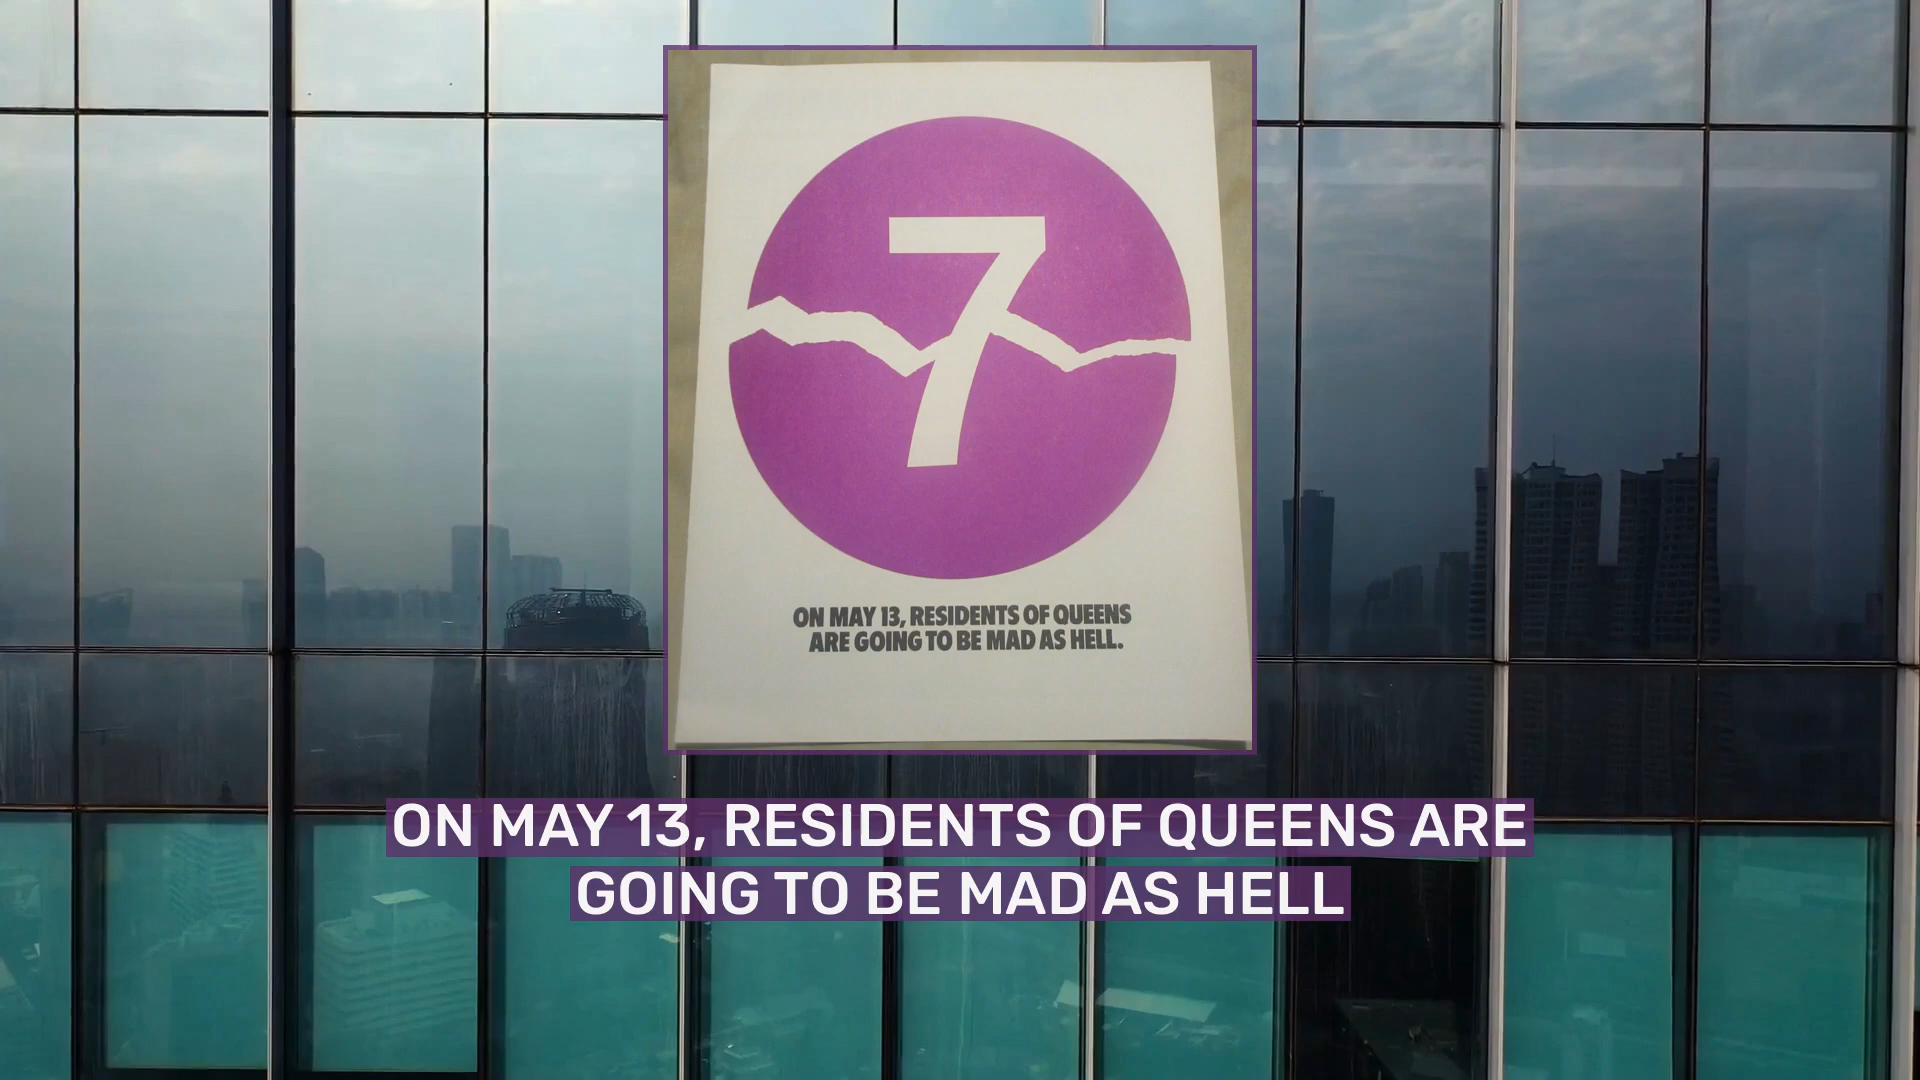 7
ON MAY 13, RESIDENTS OF QUEENS
ARE GOING TO BE MAD AS HELL.
ON MAY 13, RESIDENTS OF QUEENS ARE
GOING TO BE MAD AS HELL